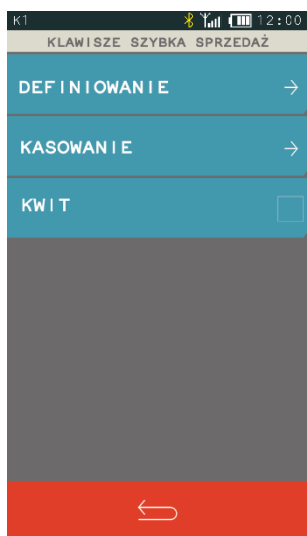 K1 12:00
KLAWISZE SZYBKA SPRZEDAŻ
DEFINIOWANIE
KASOWANIE
KWIT